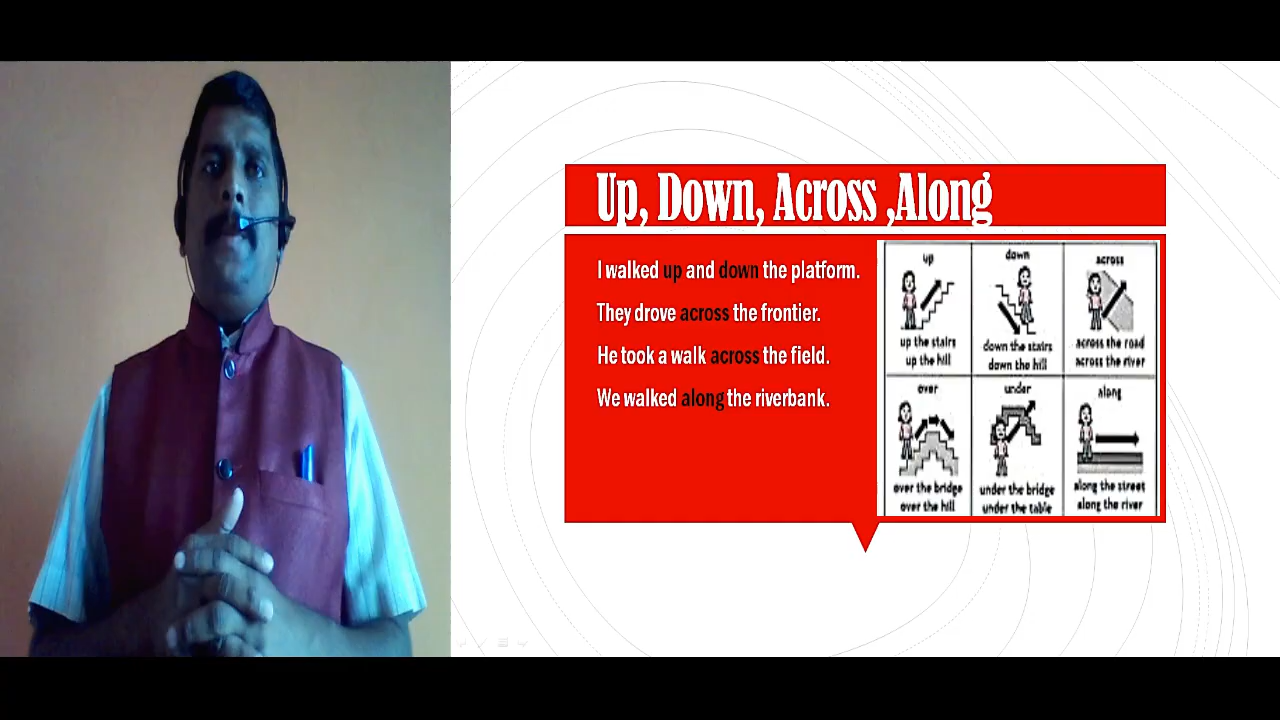 Up, Down, Across ,Along
I walked up and down the platform.
They drove across the frontier.
He took a walk across the field.
We walked along the riverbank.
up
down
across
up the stairs
up the hill
down the stairs
down the hill
across the road
across the river
over
under
along
over the bridge
over the hill
under the bridge
under the table
along the street
along the river